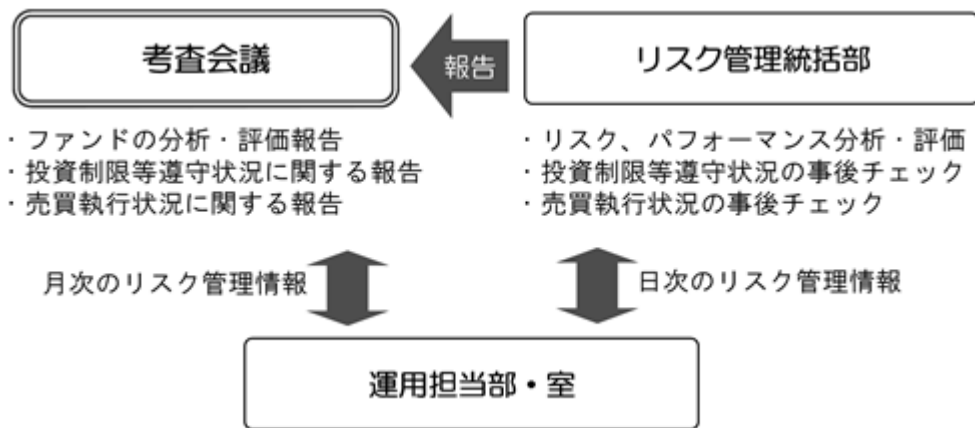 考査会議
報告
リスク管理統括部
・ファンドの分析・評価報告
・投資制限等遵守状況に関する報告
・売買執行状況に関する報告
・リスク、パフォーマンス分析・評価
・投資制限等遵守状況の事後チェック
・売買執行状況の事後チェック
月次のリスク管理情報
日次のリスク管理情報
運用担当部・室